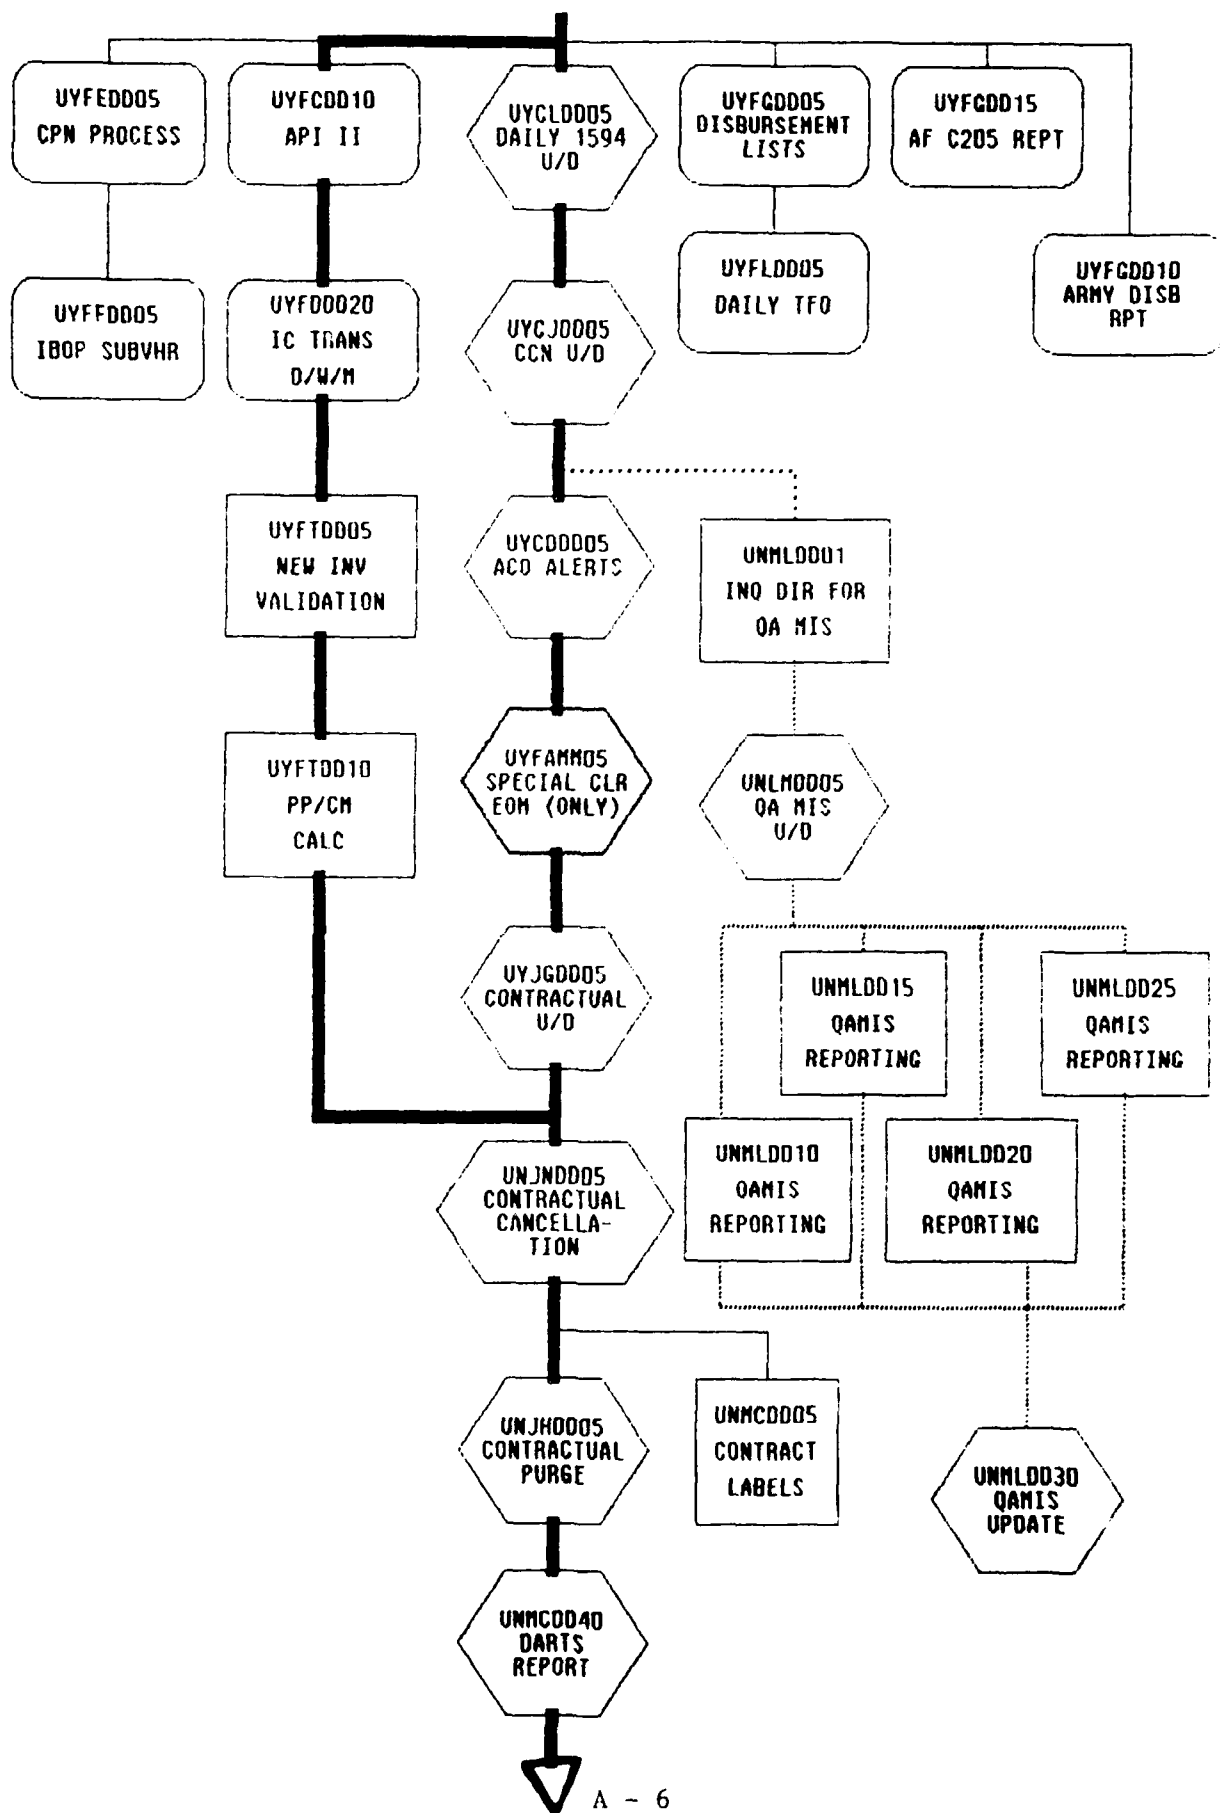 UYFEDD05
CPN PROCESS
UYFCDD10
API II
UYCLDD05
DAILY 1594
U/D
UYFGDD05
DISBURSEMENT
LISTS
UYFGDD15
AF C205 REPT
UYFFDD05
IBOP SUBVHR
UYFDDD20
IC TRANS
D/W/M
UYCJDD05
CCN U/D
UYFLDD05
DAILY TFO
UYFGDD10
ARMY DISB
RPT
UYFTDD05
NEW INV
VALIDATION
UYCDDD05
ACO ALERTS
UNMLDD01
INQ DIR FOR
QA MIS
UYFTDD10
PP/CM
CALC
UYFAMM05
SPECIAL CLR
EOM (ONLY)
UNLMDD05
QA MIS
U/D
UYJGDD05
CONTRACTUAL
U/D
UNMLDD15
QAMIS
REPORTING
UNMLDD25
QAMIS
REPORTING
UNJNDD05
CONTRACTUAL
CANCELLA-
TION
UNMLDD10
QAMIS
REPORTING
UNMLDD20
QAMIS
REPORTING
UNJHDD05
CONTRACTUAL
PURGE
UNMCDD05
CONTRACT
LABELS
UNMLDD30
QAMIS
UPDATE
UNMCDD40
DARTS
REPORT
A - 6